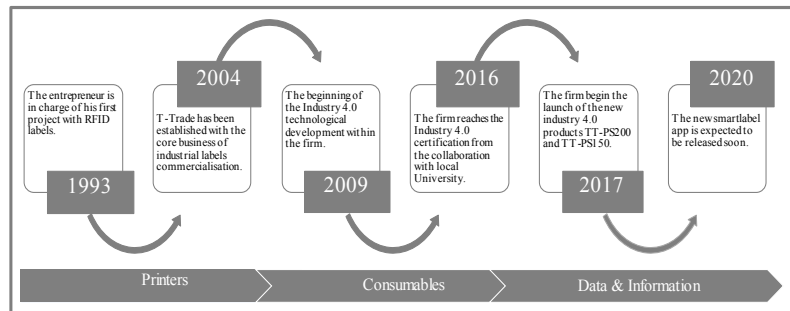 The entrepreneur
is in charge of his first
project with RFID
labels.
1993
2004
T-Trade has been
established with the
core business of
industrial labels
commercialisation.
The beginning of
the Industry 4.0
technological
development within
the firm.
2009
2016
The firm reaches the
Industry 4.0
certification from
the collaboration
with local
University.
The firm begin the
launch of the new
industry 4.0
products TT-PS200
and TT-PS150.
2017
2020
The new smartlabel
app is expected to
be released soon.
Printers
Consumables
Data & Information